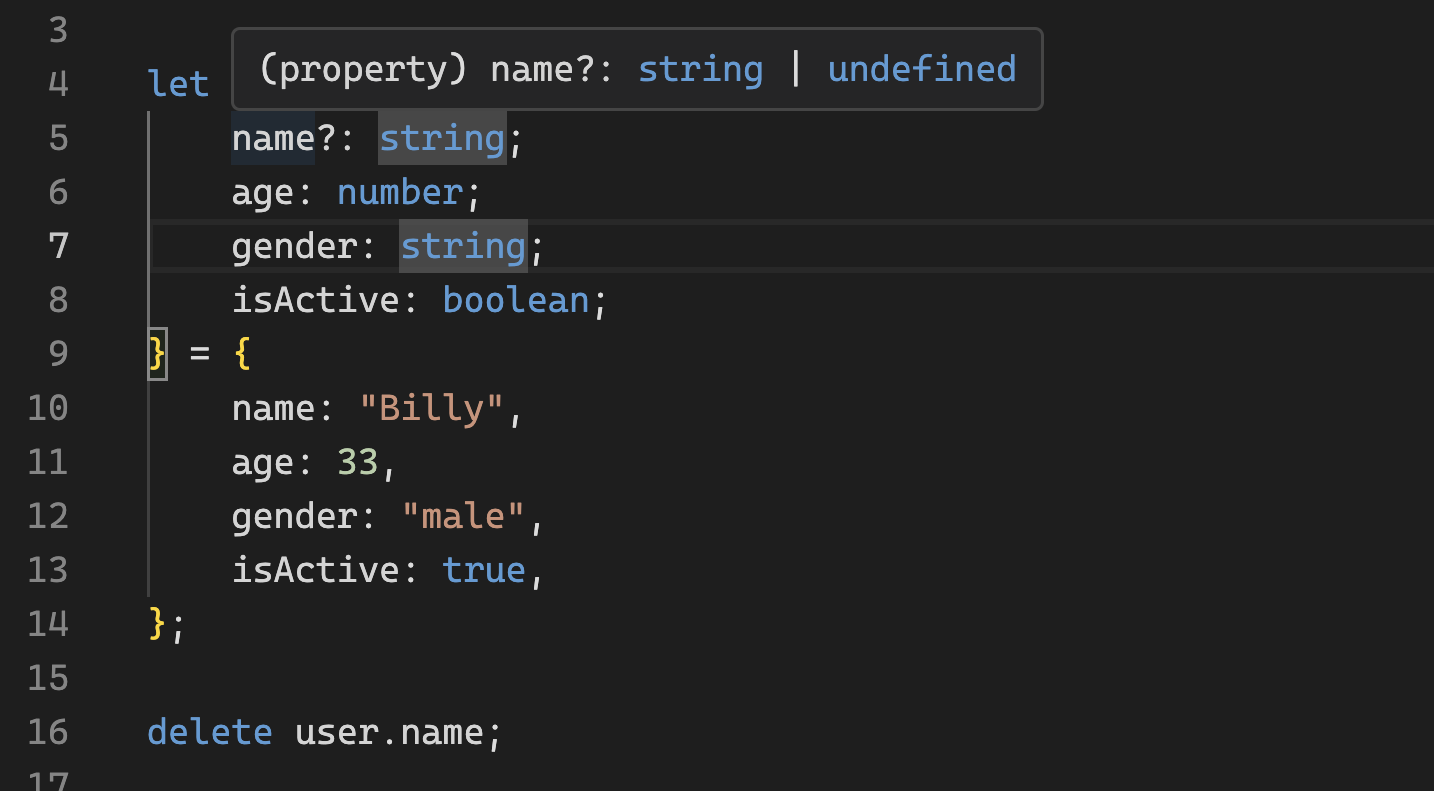 3
(property) name?: string | undefined
4 let
5 name?: string;
6 age: number;
7 gender: string;
8 isActive: boolean;
9 } = {
10 name: "Billy",
11 age: 33,
12 gender: "male",
13 isActive: true,
14 };
15
16 delete user.name;
17